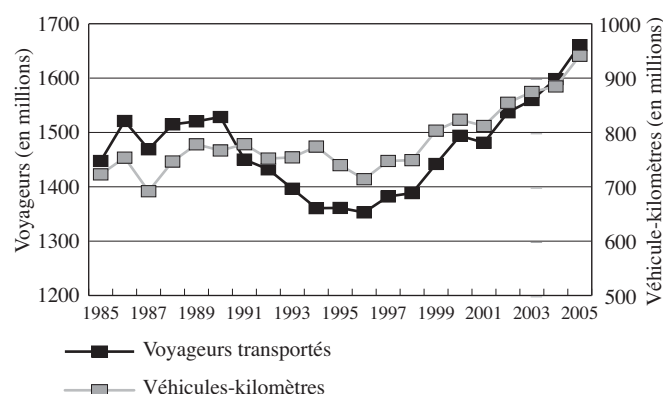 Voyageurs (en millions)
1700
1600
1500
1400
1300
1200
1000
900
800
700
600
500
Véhicule-kilomètres (en millions)
1985 1987 1989 1991 1993 1995 1997 1999 2001 2003 2005
Voyageurs transportés
Véhicules-kilomètres